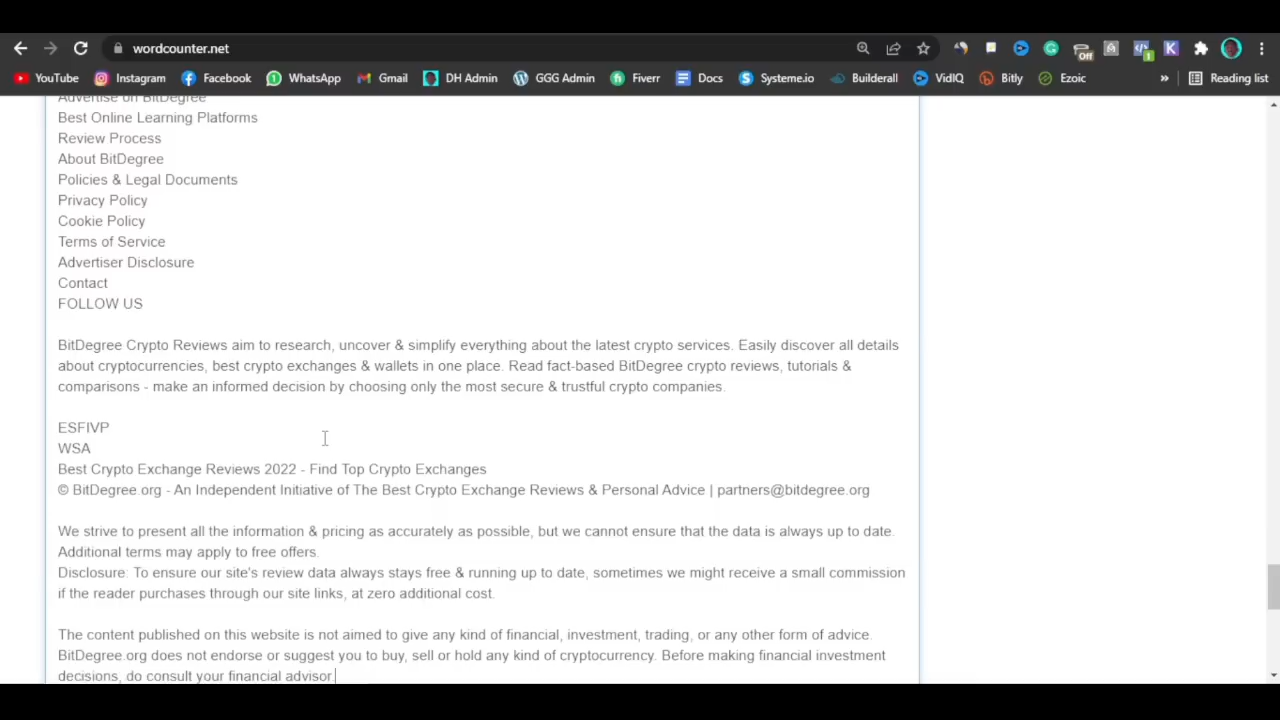 wordcounter.net
YouTube Instagram Facebook WhatsApp Gmail DH Admin GGG Admin Fiverr Docs Systeme.io Builderall VidIQ Bitly Ezoic » Reading list
Off
1
K
Advertise on BitDegree
Best Online Learning Platforms
Review Process
About BitDegree
Policies & Legal Documents
Privacy Policy
Cookie Policy
Terms of Service
Advertiser Disclosure
Contact
FOLLOW US
BitDegree Crypto Reviews aim to research, uncover & simplify everything about the latest crypto services. Easily discover all details
about cryptocurrencies, best crypto exchanges & wallets in one place. Read fact-based BitDegree crypto reviews, tutorials &
comparisons - make an informed decision by choosing only the most secure & trustful crypto companies.
ESFIVP
WSA
Best Crypto Exchange Reviews 2022 - Find Top Crypto Exchanges
© BitDegree.org - An Independent Initiative of The Best Crypto Exchange Reviews & Personal Advice | partners@bitdegree.org
We strive to present all the information & pricing as accurately as possible, but we cannot ensure that the data is always up to date.
Additional terms may apply to free offers.
Disclosure: To ensure our site's review data always stays free & running up to date, sometimes we might receive a small commission
if the reader purchases through our site links, at zero additional cost.
The content published on this website is not aimed to give any kind of financial, investment, trading, or any other form of advice.
BitDegree.org does not endorse or suggest you to buy, sell or hold any kind of cryptocurrency. Before making financial investment
decisions, do consult your financial advisor.